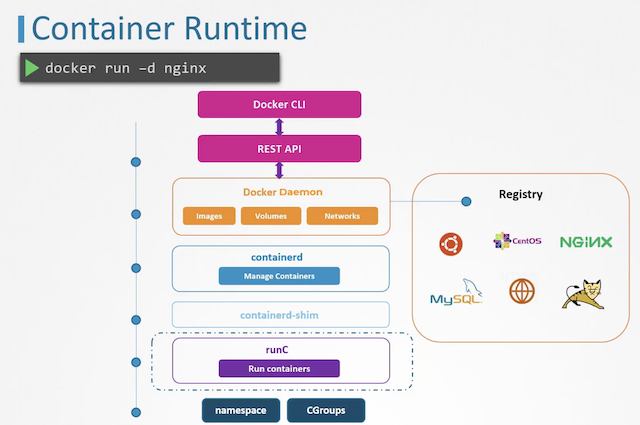 Container Runtime
docker run –d nginx
Docker CLI
REST API
Docker Daemon
Images
Volumes
Networks
containerd
Manage Containers
containerd-shim
runC
Run containers
namespace
CGroups
Registry
CentOS
NGiNX
MySQL